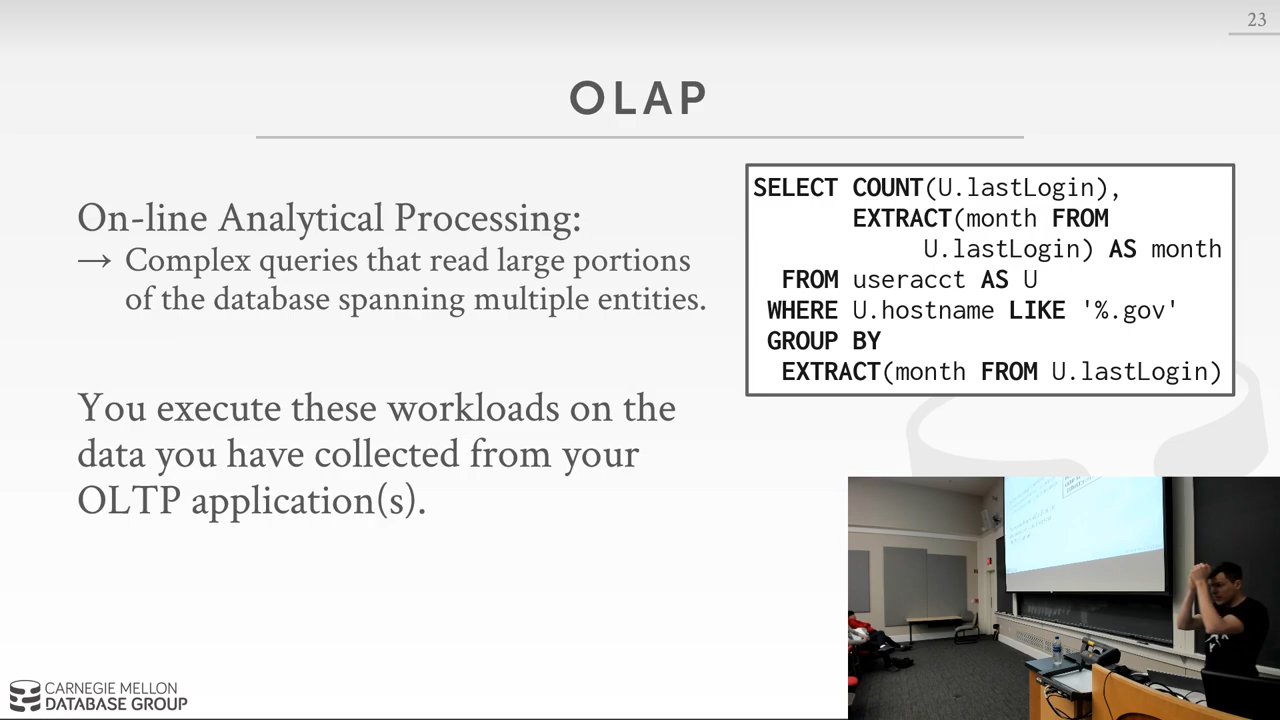 23
OLAP
On-line Analytical Processing:
→ Complex queries that read large portions
of the database spanning multiple entities.
You execute these workloads on the
data you have collected from your
OLTP application(s).
SELECT COUNT(U.lastLogin),
EXTRACT(month FROM
U.lastLogin) AS month
FROM useracct AS U
WHERE U.hostname LIKE '%.gov'
GROUP BY
EXTRACT(month FROM U.lastLogin)
CARNEGIE MELLON
DATABASE GROUP